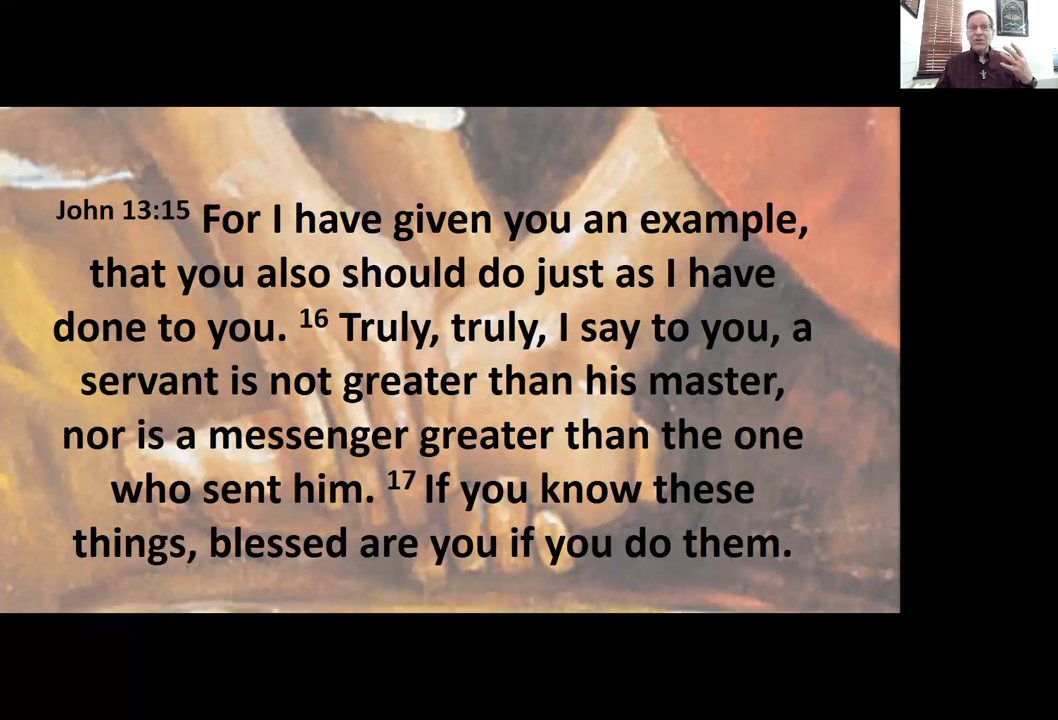 John 13:15 For I have given you an example,
that you also should do just as I have
done to you. 16 Truly, truly, I say to you, a
servant is not greater than his master,
nor is a messenger greater than the one
who sent him. 17 If you know these
things, blessed are you if you do them.